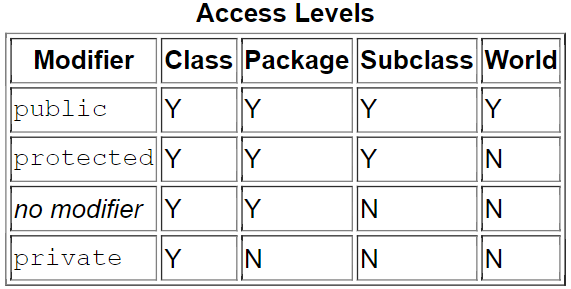 Access Levels
Modifier Class Package Subclass World
public Y Y Y Y
protected Y Y Y N
no modifier Y Y N N
private Y N N N